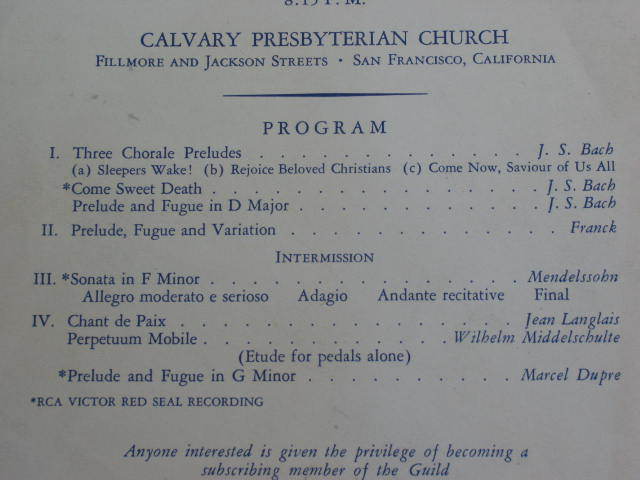 8:15 P. M.
CALVARY PRESBYTERIAN CHURCH
FILLMORE AND JACKSON STREETS • SAN FRANCISCO, CALIFORNIA
PROGRAM
I. Three Chorale Preludes . . . . . . . . . . . . . J. S. Bach
(a) Sleepers Wake! (b) Rejoice Beloved Christians (c) Come Now, Saviour of Us All
*Come Sweet Death . . . . . . . . . . . . . . . J. S. Bach
Prelude and Fugue in D Major . . . . . . . . . . . J. S. Bach
II. Prelude, Fugue and Variation . . . . . . . . . . . . Franck
INTERMISSION
III. *Sonata in F Minor . . . . . . . . . . . . . . Mendelssohn
Allegro moderato e serioso Adagio Andante recitative Final
IV. Chant de Paix . . . . . . . . . . . . . . . Jean Langlais
Perpetuum Mobile . . . . . . . . . . . Wilhelm Middelschulte
(Etude for pedals alone)
*Prelude and Fugue in G Minor . . . . . . . . . Marcel Dupre
*RCA VICTOR RED SEAL RECORDING
Anyone interested is given the privilege of becoming a
subscribing member of the Guild